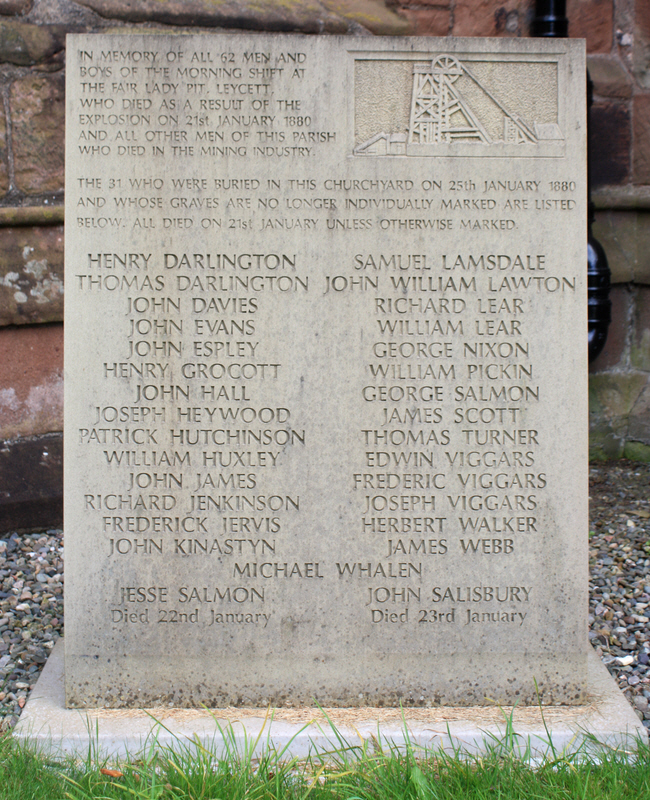 IN MEMORY OF ALL 62 MEN AND
BOYS OF THE MORNING SHIFT AT
THE FAIR LADY PIT, LEYCETT.
WHO DIED AS A RESULT OF THE
EXPLOSION ON 21st JANUARY 1880
AND ALL OTHER MEN OF THIS PARISH
WHO DIED IN THE MINING INDUSTRY.
THE 31 WHO WERE BURIED IN THIS CHURCHYARD ON 25th JANUARY 1880
AND WHOSE GRAVES ARE NO LONGER INDIVIDUALLY MARKED ARE LISTED
BELOW. ALL DIED ON 21st JANUARY UNLESS OTHERWISE MARKED.
HENRY DARLINGTON SAMUEL LAMSDALE
THOMAS DARLINGTON JOHN WILLIAM LAWTON
JOHN DAVIES RICHARD LEAR
JOHN EVANS WILLIAM LEAR
JOHN ESPLEY GEORGE NIXON
HENRY GROCOTT WILLIAM PICKIN
JOHN HALL GEORGE SALMON
JOSEPH HEYWOOD JAMES SCOTT
PATRICK HUTCHINSON THOMAS TURNER
WILLIAM HUXLEY EDWIN VIGGARS
JOHN JAMES FREDERIC VIGGARS
RICHARD JENKINSON JOSEPH VIGGARS
FREDERICK JERVIS HERBERT WALKER
JOHN KINASTYN JAMES WEBB
MICHAEL WHALEN
JESSE SALMON JOHN SALISBURY
Died 22nd January Died 23rd January